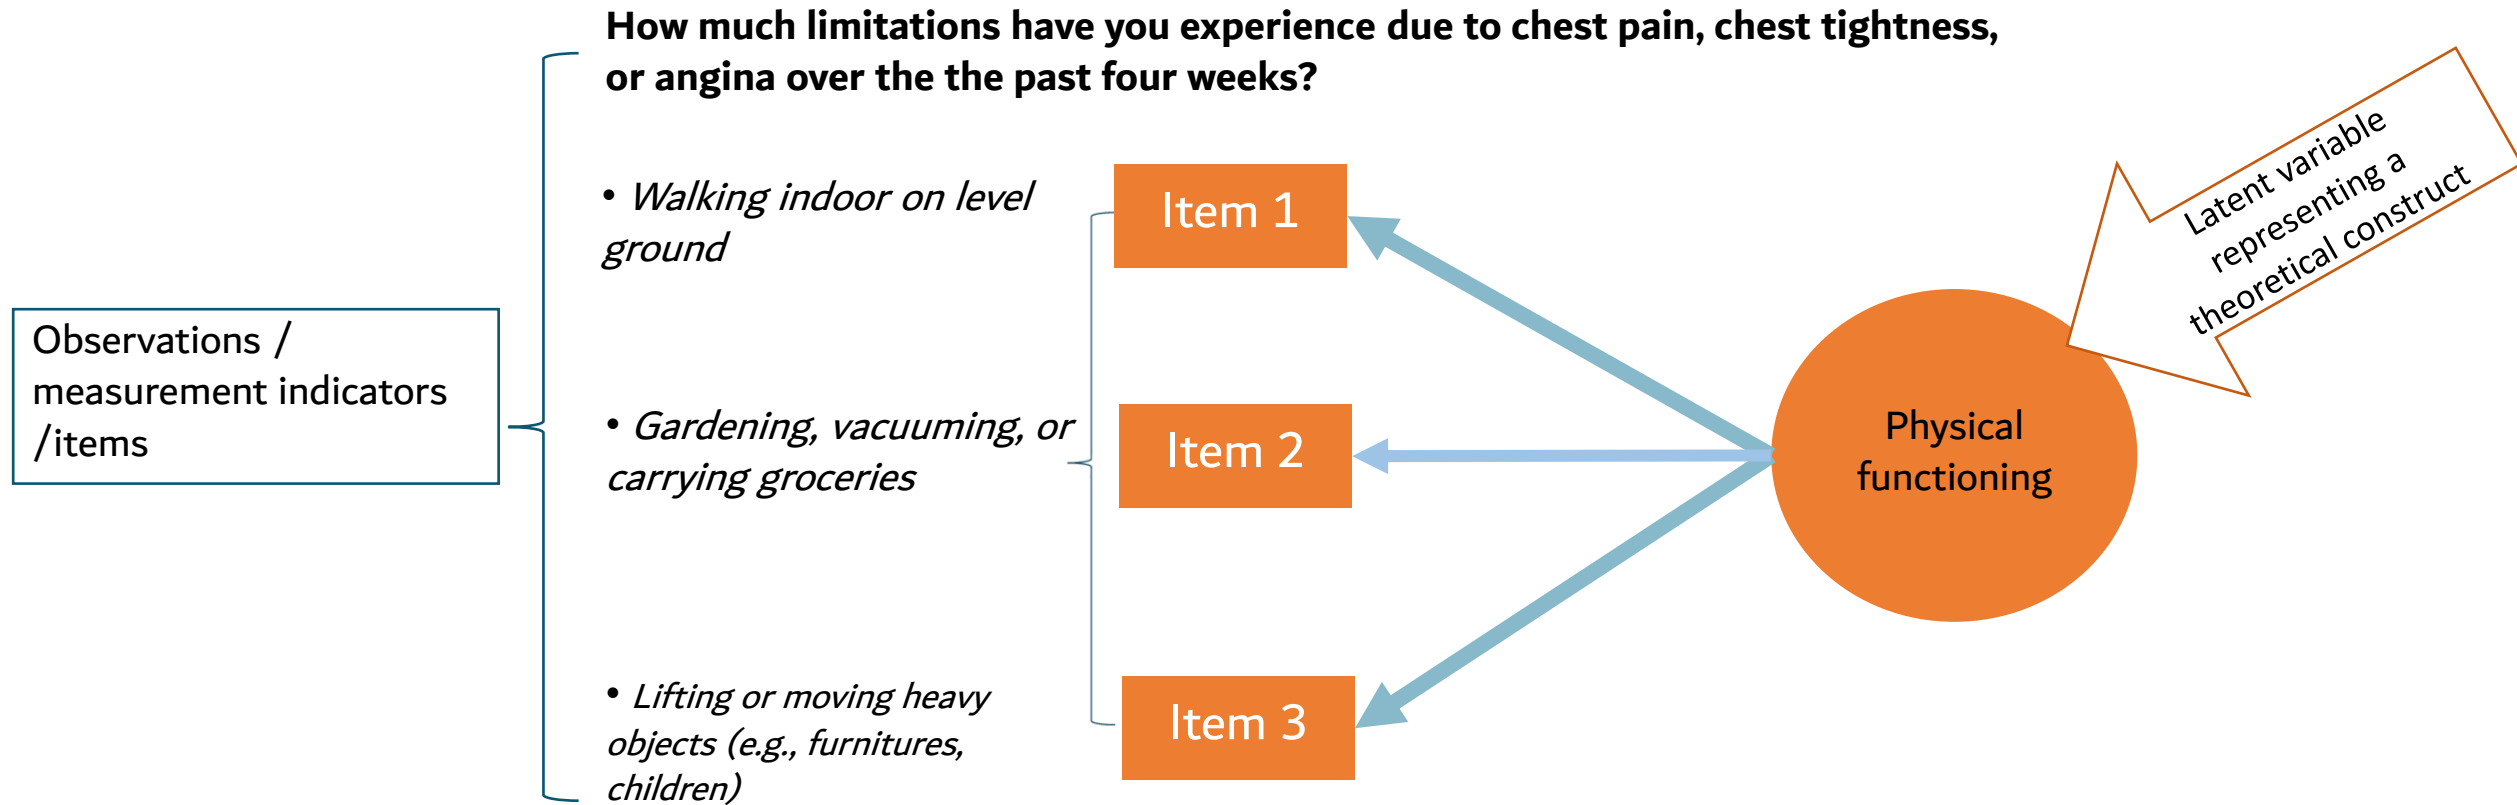 How much limitations have you experience due to chest pain, chest tightness,
or angina over the the past four weeks?
Observations /
measurement indicators
/items
• Walking indoor on level
ground
• Gardening, vacuuming, or
carrying groceries
• Lifting or moving heavy
objects (e.g., furnitures,
children)
Item 1
Item 2
Item 3
Physical
functioning
Latent variable
representing a
theoretical construct